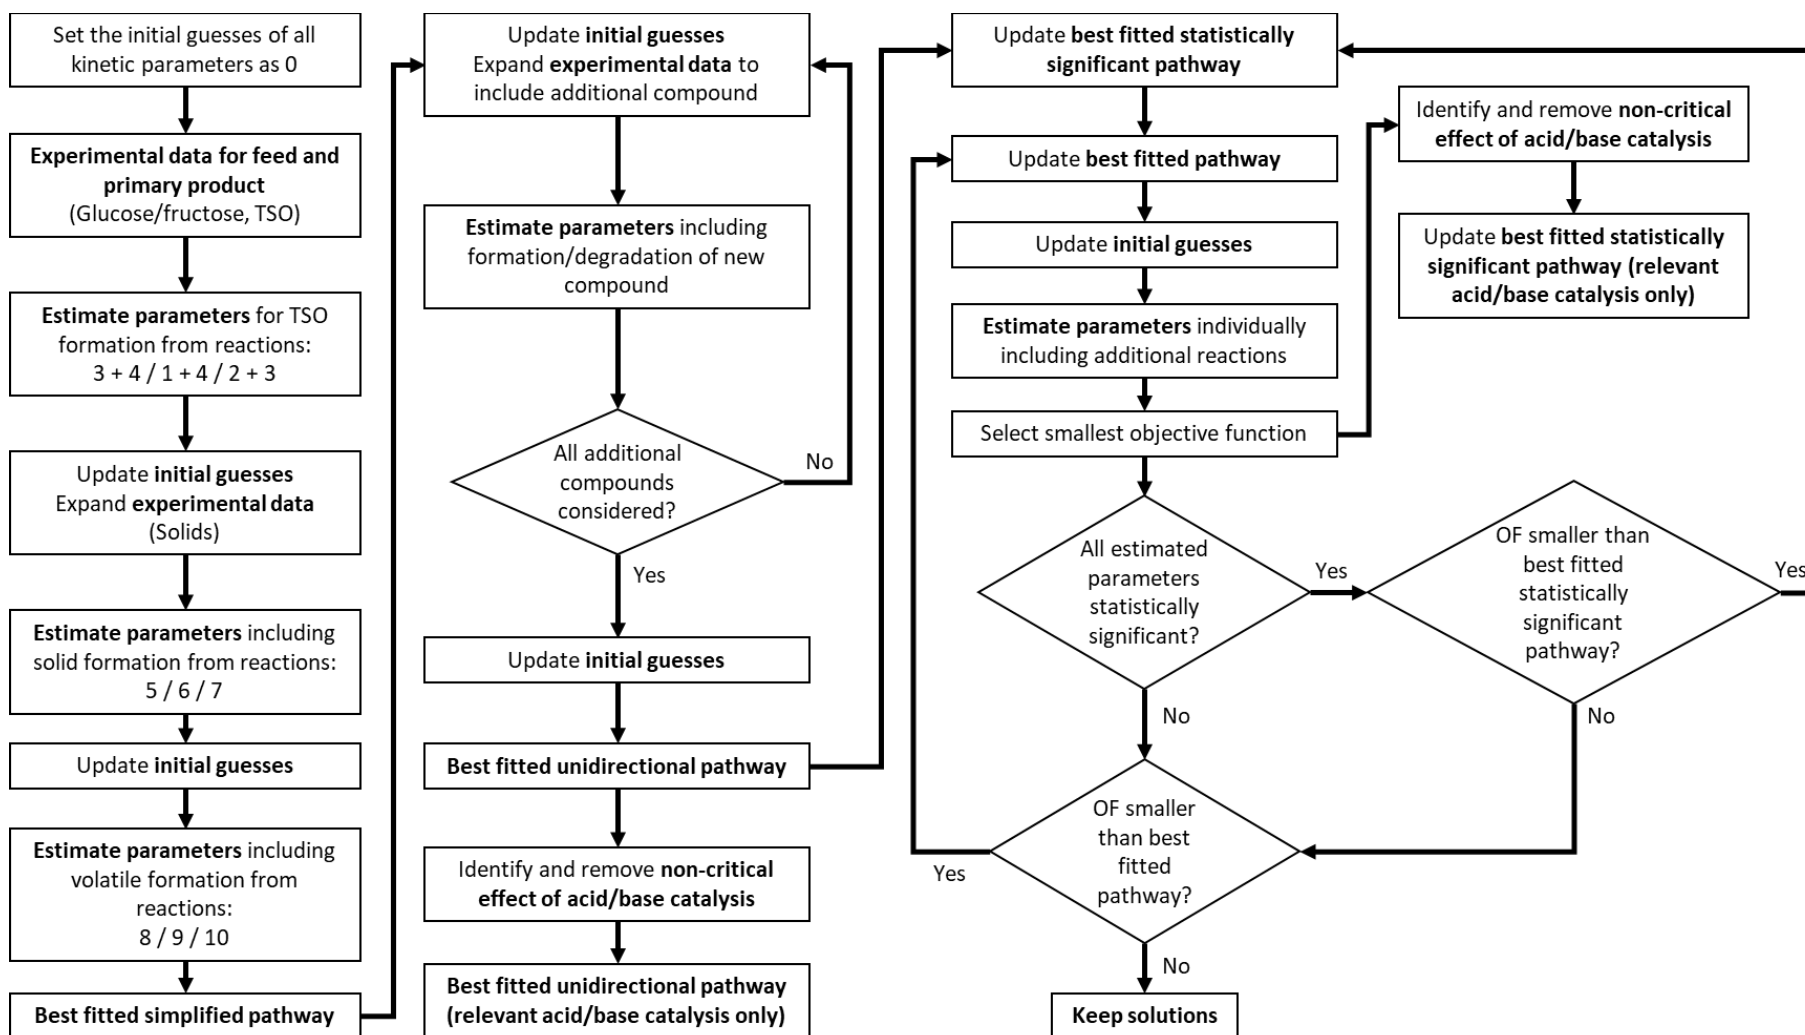 Set the initial guesses of all
kinetic parameters as 0
Experimental data for feed and
primary product
(Glucose/fructose, TSO)
Estimate parameters for TSO
formation from reactions:
3 + 4 / 1 + 4 / 2 + 3
Update initial guesses
Expand experimental data
(Solids)
Estimate parameters including
solid formation from reactions:
5 / 6 / 7
Update initial guesses
Estimate parameters including
volatile formation from
reactions:
8 / 9 / 10
Best fitted simplified pathway
Update initial guesses
Expand experimental data to
include additional compound
Estimate parameters including
formation/degradation of new
compound
All additional
compounds
considered?
No
Yes
Update initial guesses
Best fitted unidirectional pathway
Identify and remove non-critical
effect of acid/base catalysis
Best fitted unidirectional pathway
(relevant acid/base catalysis only)
Update best fitted statistically
significant pathway
Update best fitted pathway
Update initial guesses
Estimate parameters individually
including additional reactions
Select smallest objective function
All estimated
parameters
statistically
significant?
Yes
No
OF smaller
than best
fitted
pathway?
Yes
No
Keep solutions
Identify and remove non-critical
effect of acid/base catalysis
Update best fitted statistically
significant pathway (relevant
acid/base catalysis only)
OF smaller than
best fitted
statistically
significant
pathway?
Yes
No